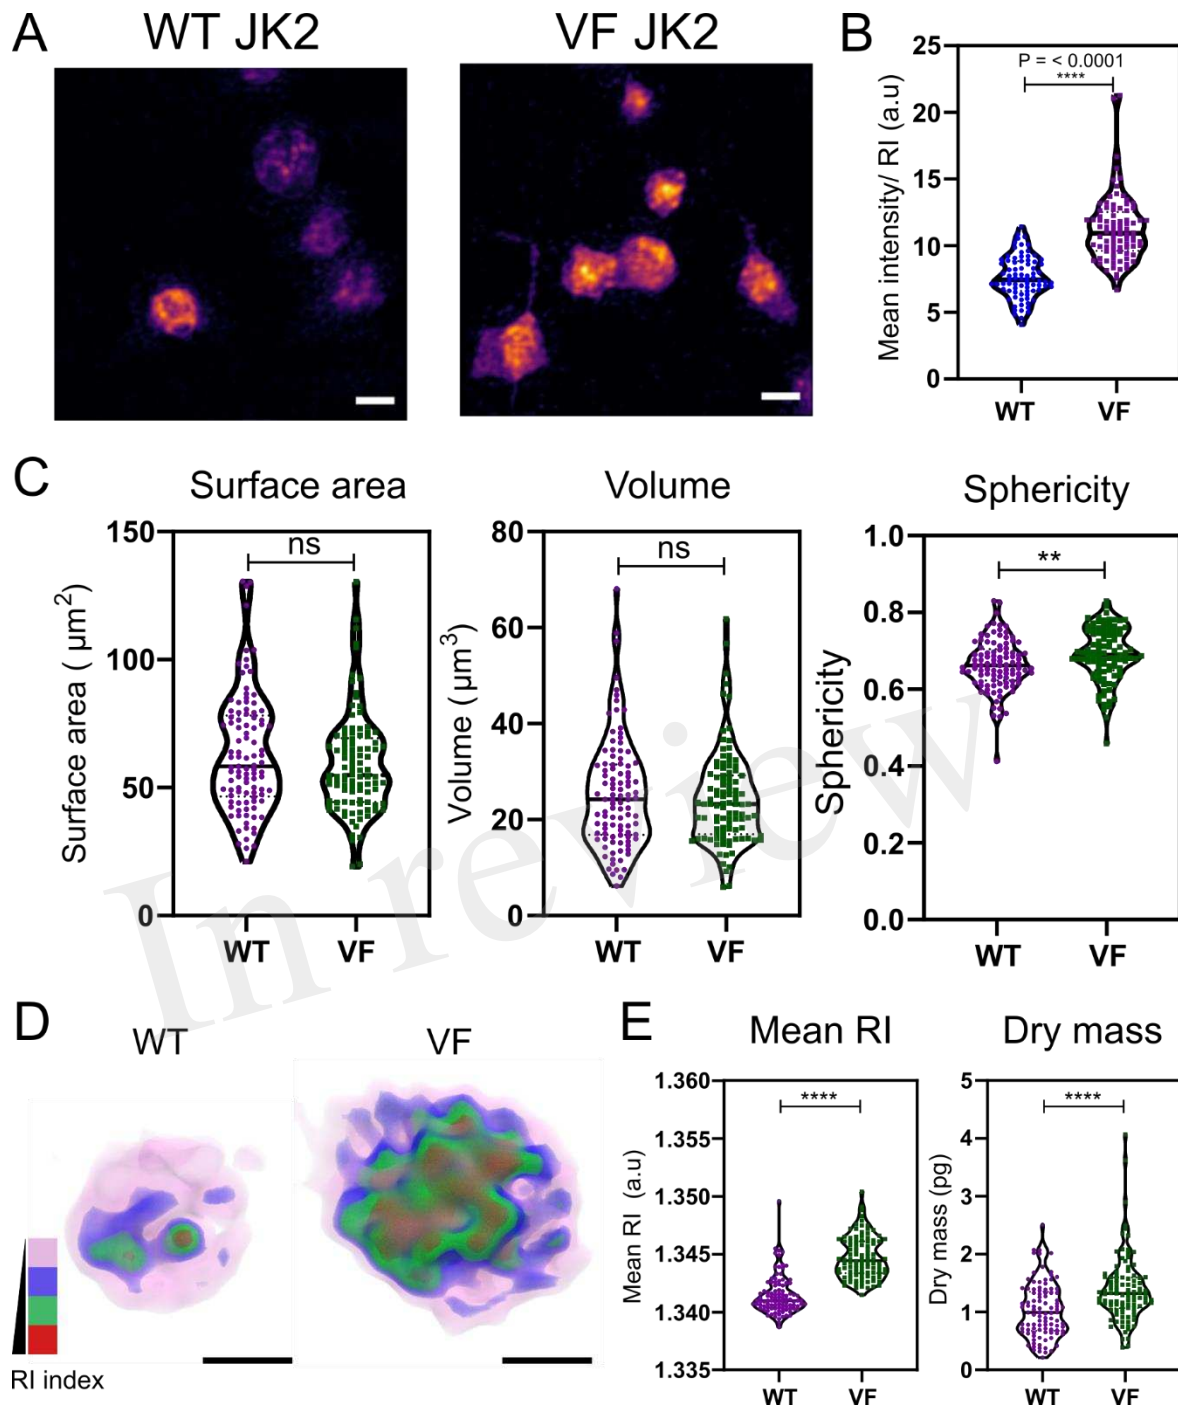 A
WT JK2
VF JK2
B
Mean intensity/ RI (a.u)
25
20
15
10
5
0
P = < 0.0001
****
WT
VF
C
Surface area
Surface area ( µm²)
150
100
50
0
ns
WT
VF
Volume
Volume ( µm³)
80
60
40
20
0
ns
WT
VF
Sphericity
Sphericity
1.0
0.8
0.6
0.4
0.2
0.0
**
WT
VF
In review
D
WT
VF
RI index
E
Mean RI
Mean RI (a.u)
1.360
1.355
1.350
1.345
1.340
1.335
****
WT
VF
Dry mass
Dry mass (pg)
5
4
3
2
1
0
****
WT
VF